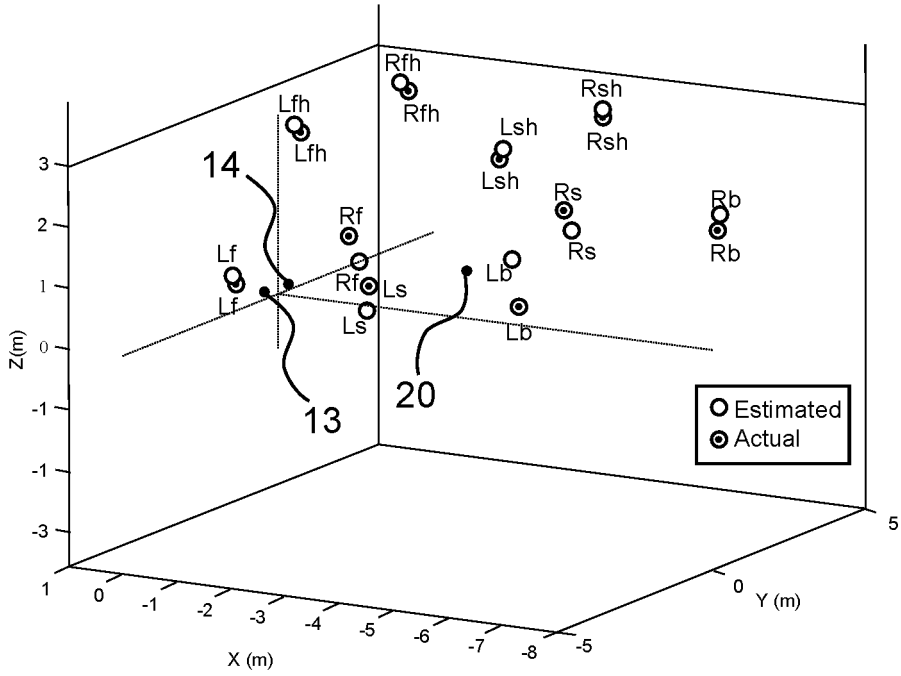 Rfh
Rfh
Rsh
Rsh
Lfh
Lfh
Lsh
Lsh
14
3
2
1
0
-1
-1
-3
Z(m)
Rf
Rf
Rs
Rs
Rb
Rb
Lf
Lf
Ls
Ls
Lb
Lb
13
20
Estimated
Actual
1
0
-1
-2
-3
-4
-5
-6
-7
-8
X (m)
-5
0
5
Y (m)